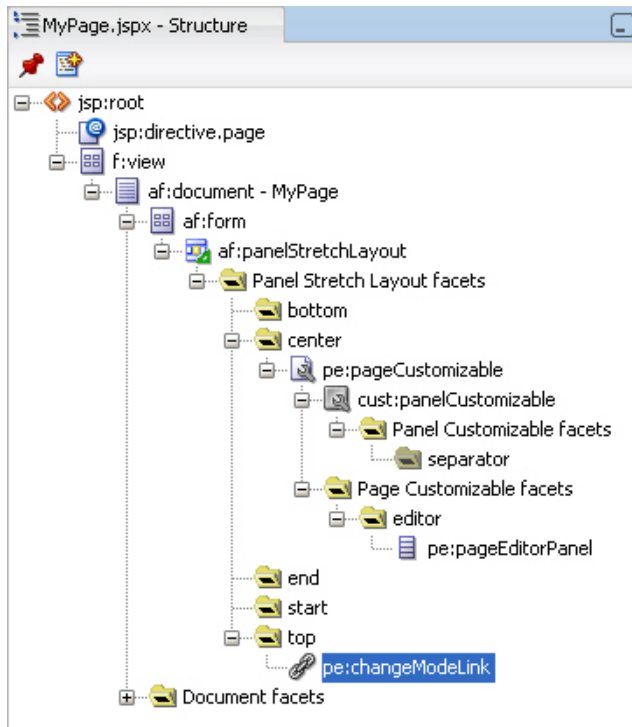 MyPage.jspx - Structure
jsp:root
jsp:directive.page
f:view
af:document - MyPage
af:form
af:panelStretchLayout
Panel Stretch Layout facets
bottom
center
pe:pageCustomizable
cust:panelCustomizable
Panel Customizable facets
separator
Page Customizable facets
editor
pe:pageEditorPanel
end
start
top
pe:changeModeLink
Document facets